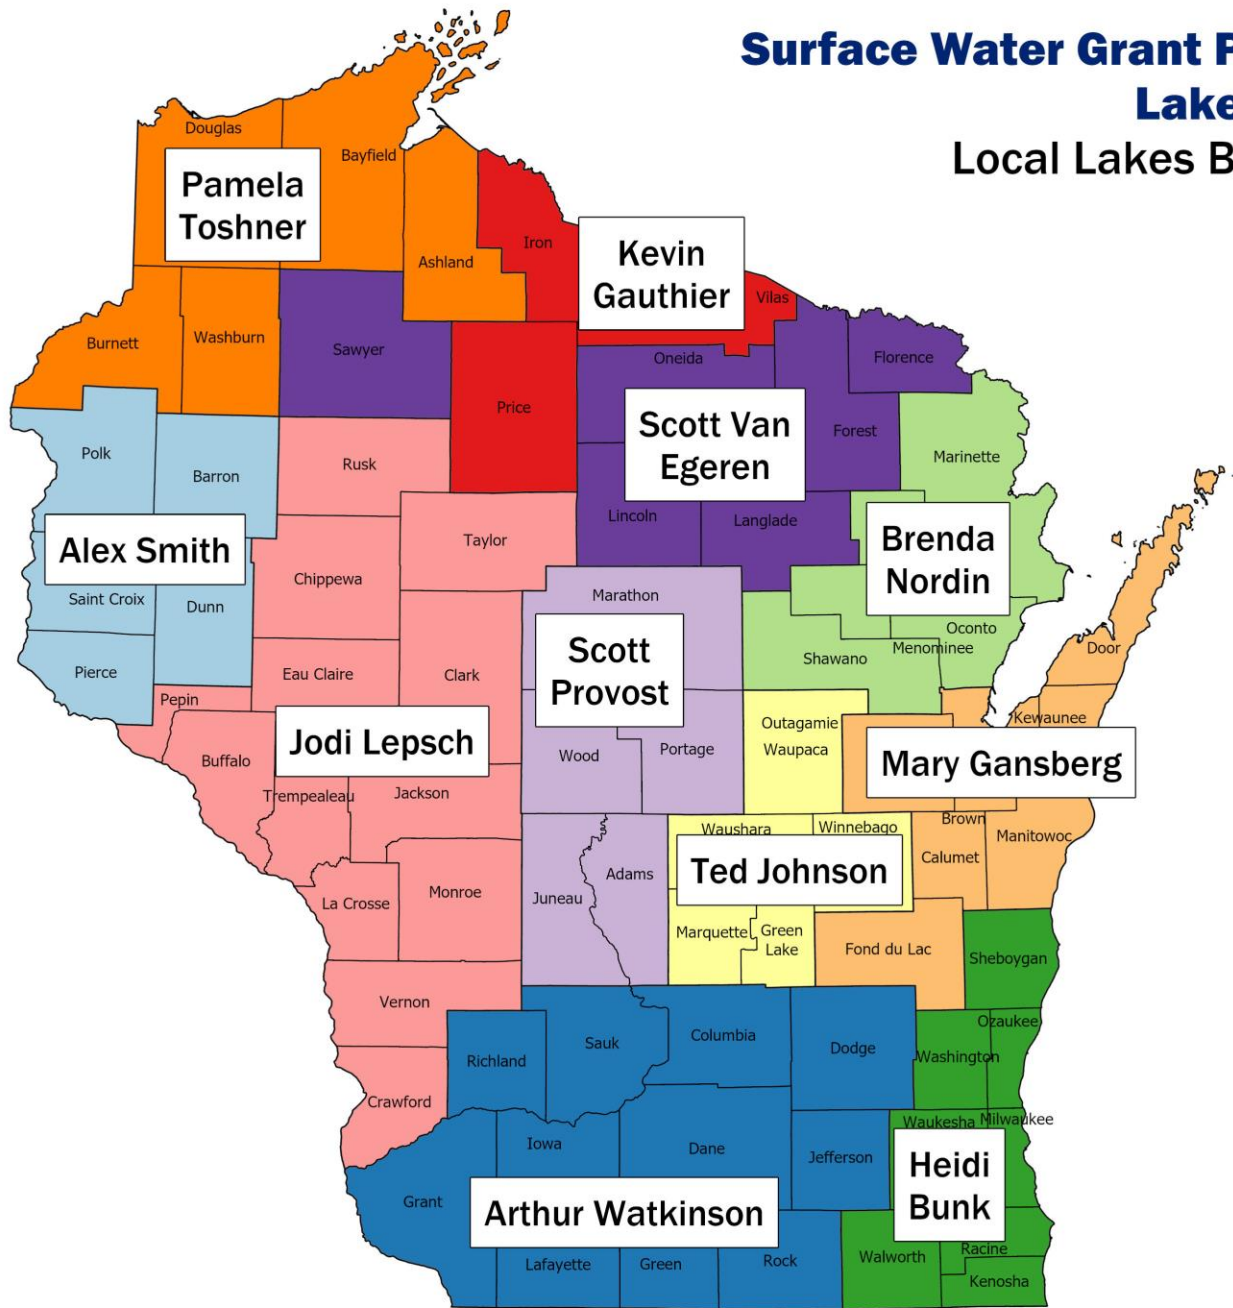 Surface Water Grant P
Lake
Local Lakes B
Douglas
Bayfield
Pamela
Toshner
Iron
Ashland
Kevin
Gauthier
Vilas
Burnett
Washburn
Sawyer
Oneida
Florence
Price
Scott Van
Egeren
Forest
Polk
Barron
Rusk
Marinette
Lincoln
Langlade
Alex Smith
Taylor
Brenda
Nordin
Chippewa
Saint Croix
Dunn
Marathon
Oconto
Menominee
Scott
Provost
Shawano
Door
Pierce
Eau Claire
Clark
Pepin
Kewaunee
Outagamie
Waupaca
Jodi Lepsch
Wood
Portage
Mary Gansberg
Buffalo
Trempealeau
Jackson
Brown
Waushara
Winnebago
Manitowoc
Calumet
Ted Johnson
Adams
Juneau
Monroe
La Crosse
Marquette
Green
Lake
Fond du Lac
Sheboygan
Vernon
Ozaukee
Columbia
Sauk
Dodge
Washington
Richland
Crawford
Waukesha
Milwaukee
Iowa
Dane
Jefferson
Heidi
Bunk
Grant
Arthur Watkinson
Racine
Walworth
Lafayette
Green
Rock
Kenosha